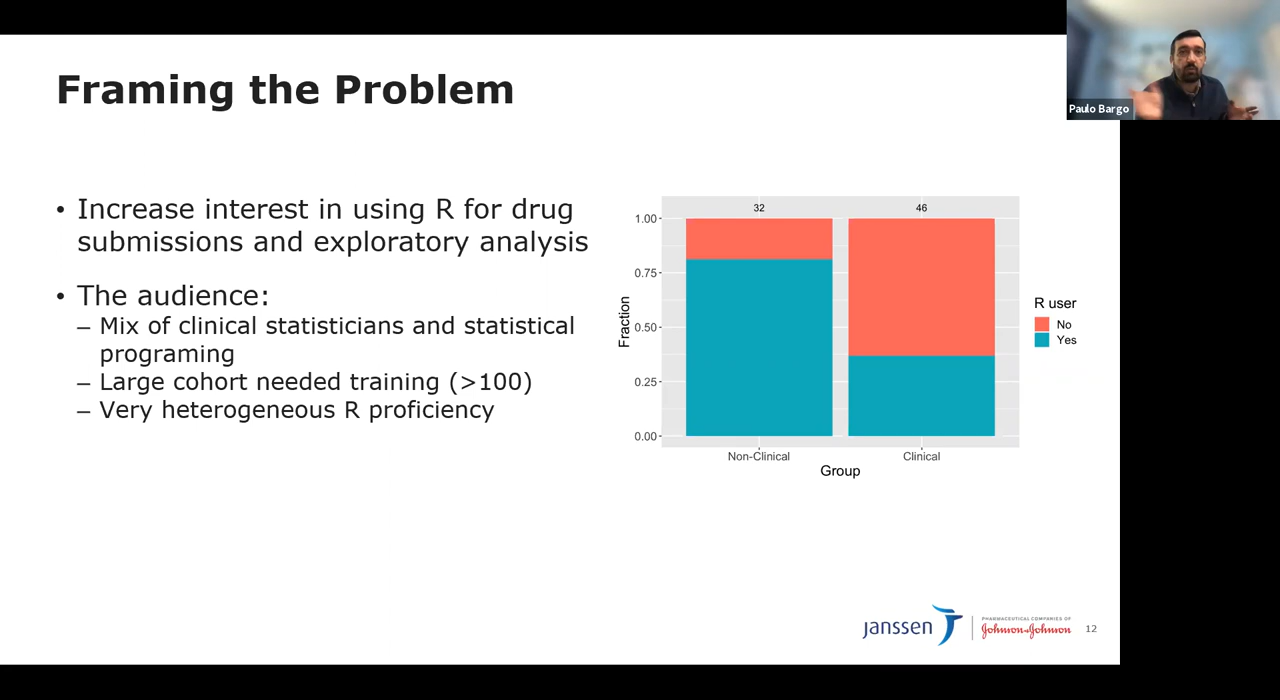 Framing the Problem
Paulo Bargo
• Increase interest in using R for drug
submissions and exploratory analysis
• The audience:
– Mix of clinical statisticians and statistical
programing
– Large cohort needed training (>100)
– Very heterogeneous R proficiency
32
46
1.00
0.75
0.50
0.25
0.00
Fraction
Non-Clinical
Clinical
Group
R user
No
Yes
janssen
PHARMACEUTICAL COMPANIES OF
Johnson & Johnson
12